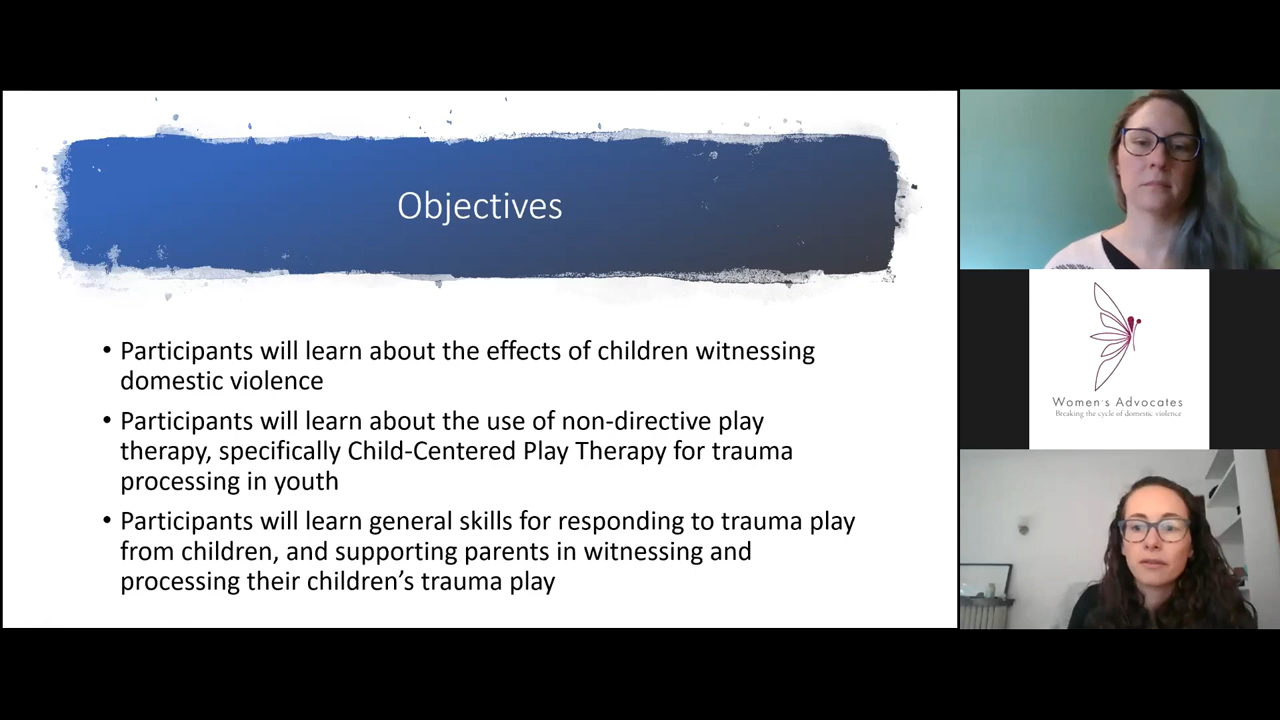 Objectives
• Participants will learn about the effects of children witnessing
domestic violence
• Participants will learn about the use of non-directive play
therapy, specifically Child-Centered Play Therapy for trauma
processing in youth
• Participants will learn general skills for responding to trauma play
from children, and supporting parents in witnessing and
processing their children’s trauma play
Women's Advocates
Breaking the cycle of domestic violence